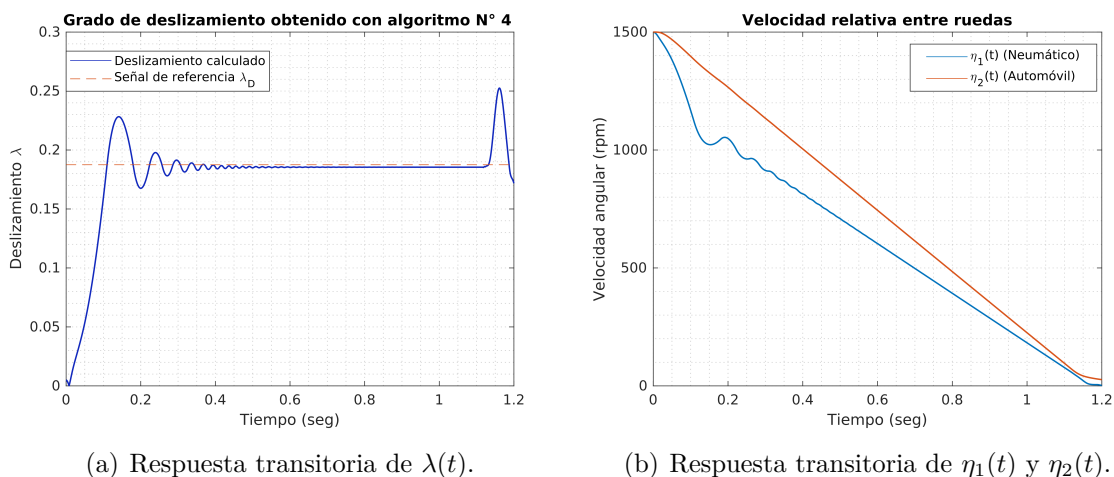 Grado de deslizamiento obtenido con algoritmo N° 4
0.3
0.25
0.2
0.15
0.1
0.05
0
Deslizamiento λ
Deslizamiento calculado
Señal de referencia λD
0 0.2 0.4 0.6 0.8 1 1.2
Tiempo (seg)
(a) Respuesta transitoria de λ(t).
Velocidad relativa entre ruedas
1500
1000
500
0
Velocidad angular (rpm)
η1(t) (Neumático)
η2(t) (Automóvil)
0 0.2 0.4 0.6 0.8 1 1.2
Tiempo (seg)
(b) Respuesta transitoria de η1(t) y η2(t).